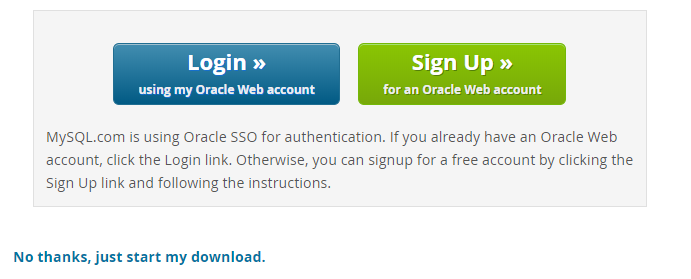 Login »
using my Oracle Web account
Sign Up »
for an Oracle Web account
MySQL.com is using Oracle SSO for authentication. If you already have an Oracle Web
account, click the Login link. Otherwise, you can signup for a free account by clicking the
Sign Up link and following the instructions.
No thanks, just start my download.